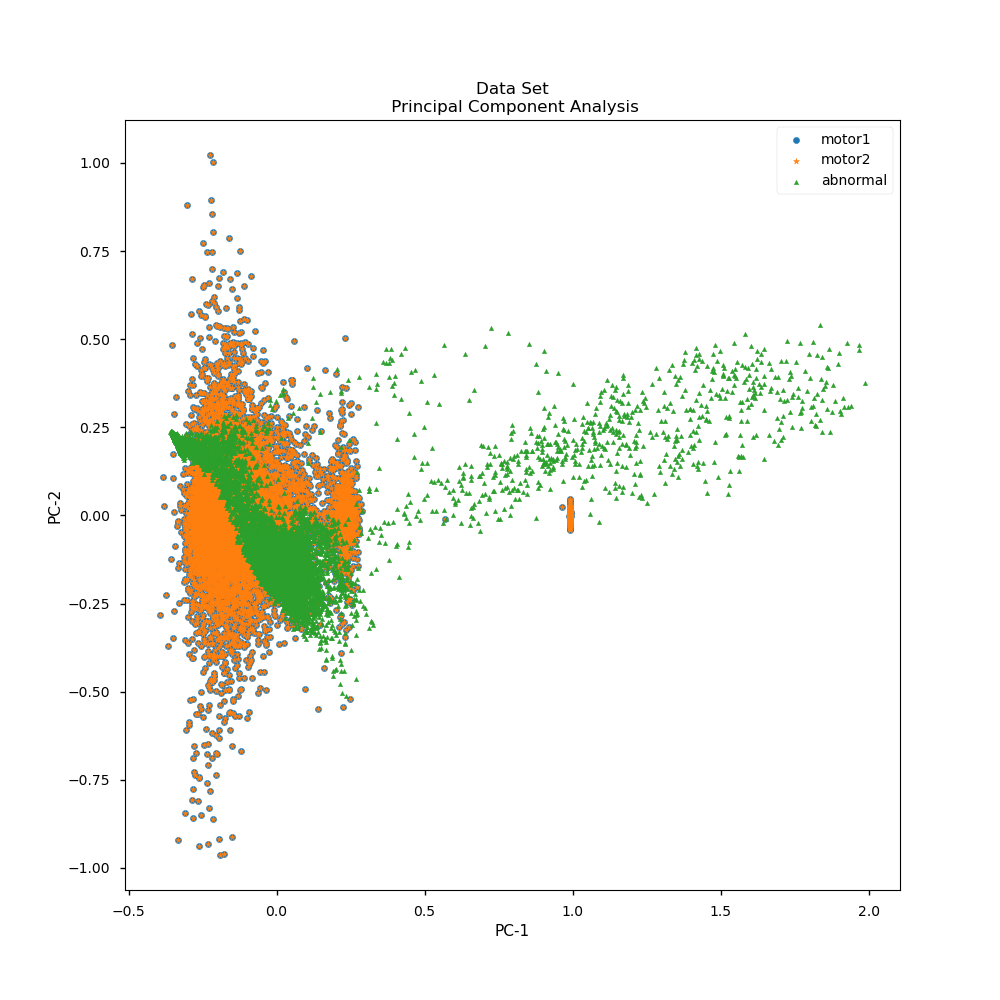 Data Set
Principal Component Analysis
motor1
motor2
abnormal
1.00
0.75
0.50
0.25
0.00
−0.25
−0.50
−0.75
−1.00
PC-2
−0.5
0.0
0.5
1.0
1.5
2.0
PC-1